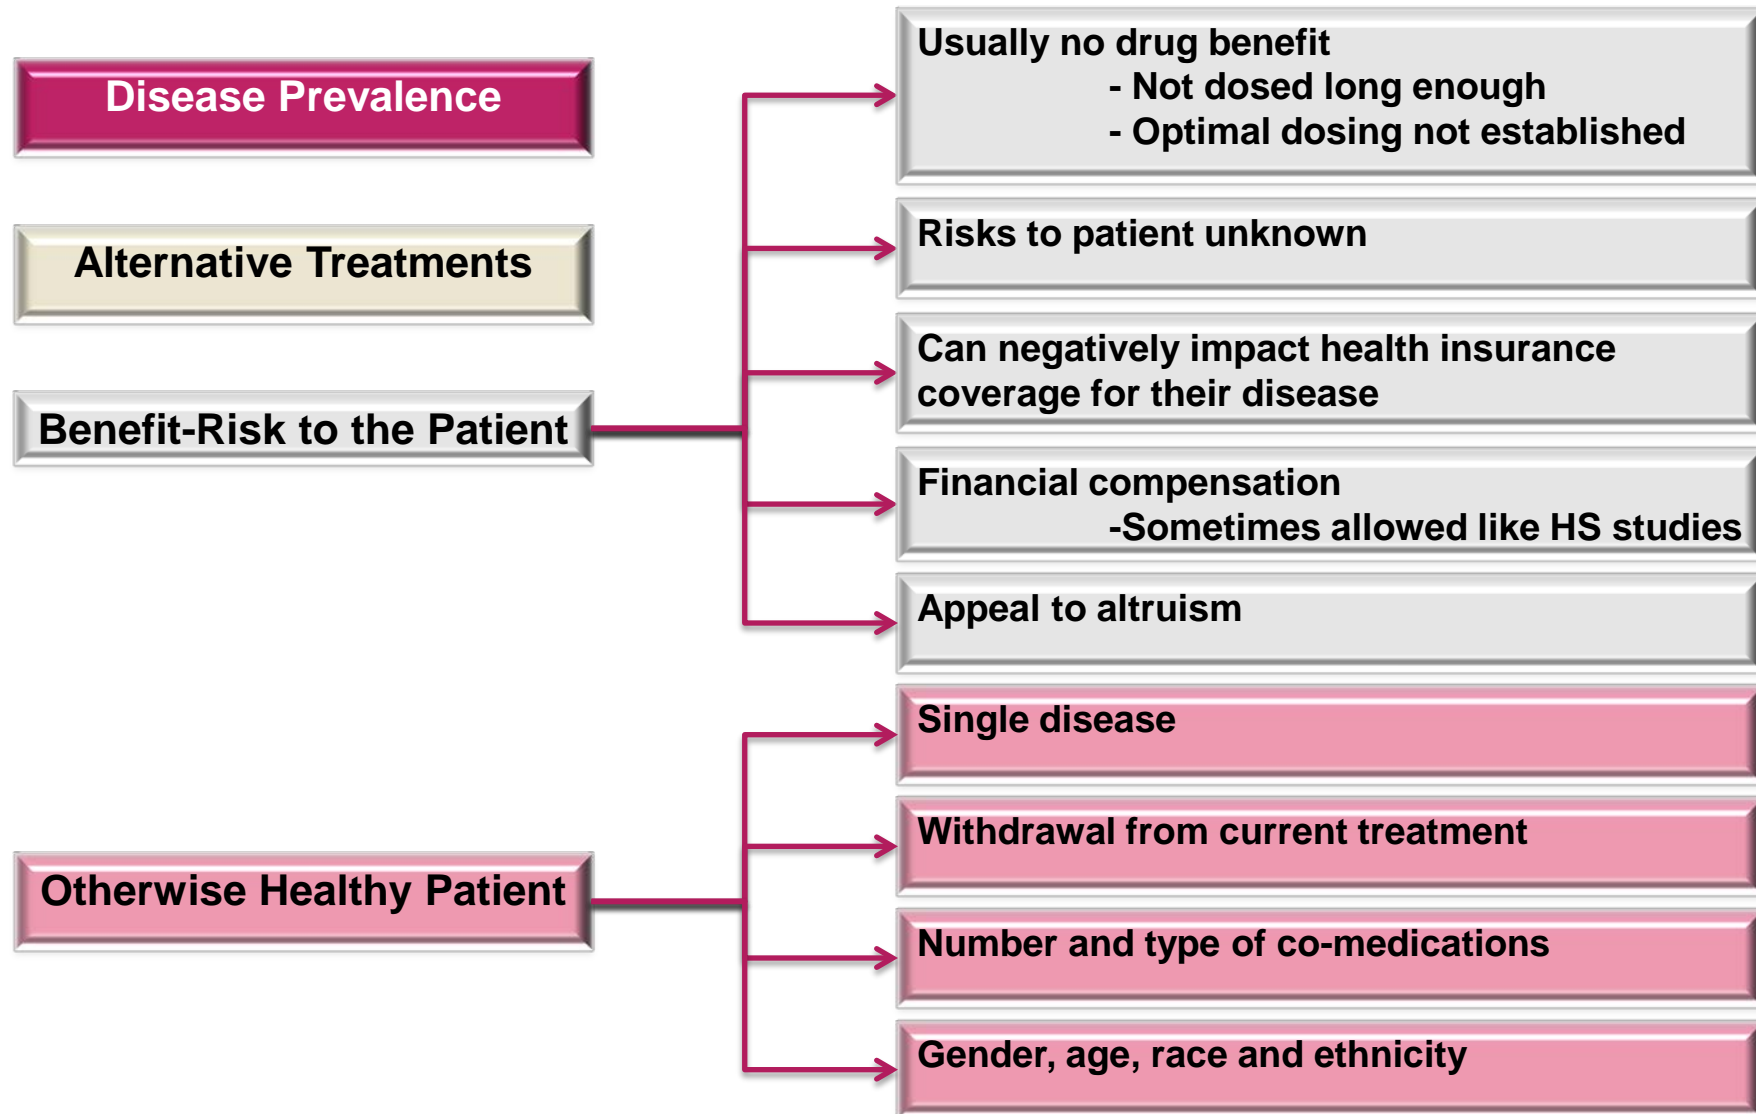 Disease Prevalence
Alternative Treatments
Benefit-Risk to the Patient
Usually no drug benefit
- Not dosed long enough
- Optimal dosing not established
Risks to patient unknown
Can negatively impact health insurance
coverage for their disease
Financial compensation
-Sometimes allowed like HS studies
Appeal to altruism
Otherwise Healthy Patient
Single disease
Withdrawal from current treatment
Number and type of co-medications
Gender, age, race and ethnicity